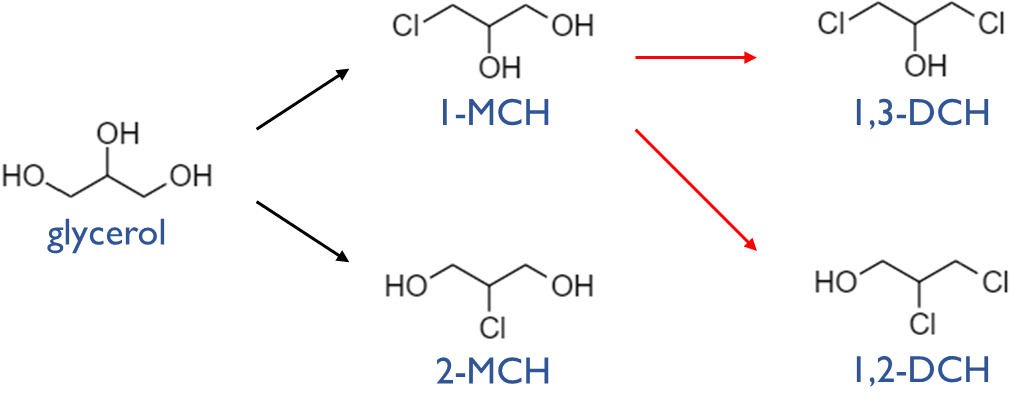 Cl
OH
OH
1-MCH
Cl
Cl
OH
1,3-DCH
OH
HO
OH
glycerol
HO
OH
Cl
2-MCH
HO
Cl
Cl
1,2-DCH